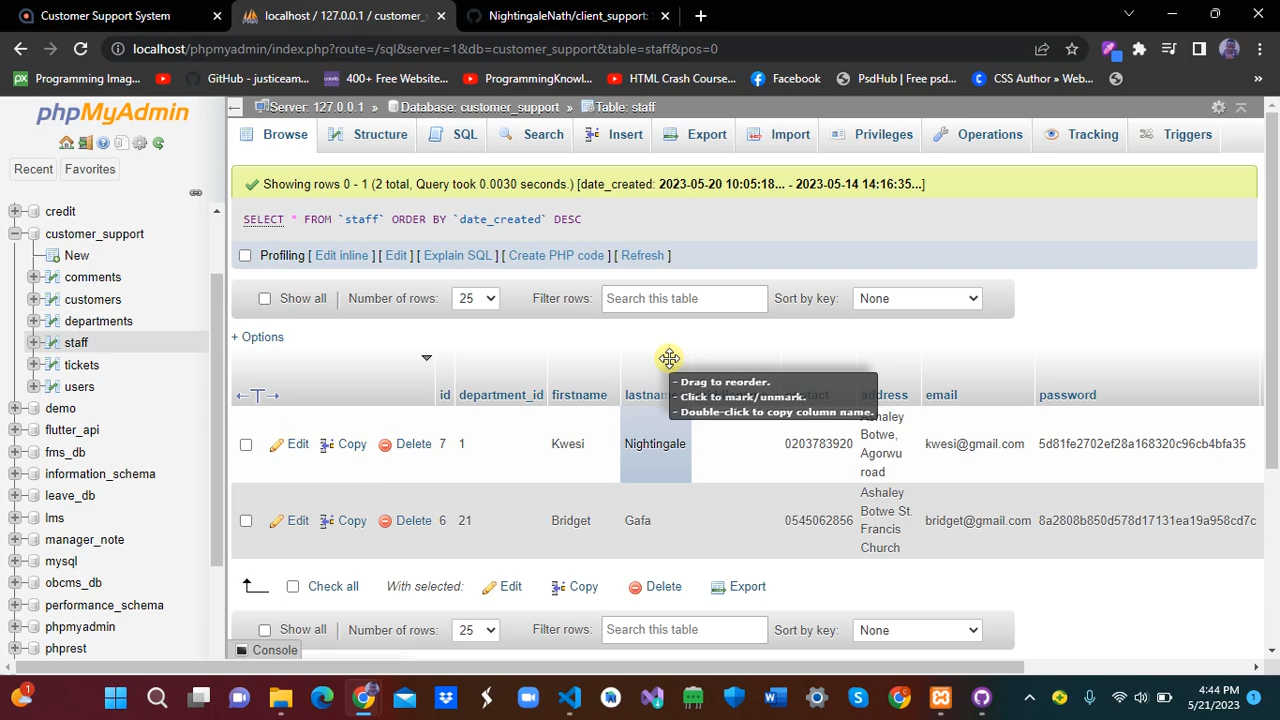 Customer Support System
localhost / 127.0.0.1 / customer_s
NightingaleNath/client_support:
localhost/phpmyadmin/index.php?route=/sql&server=1&db=customer_support&table=staff&pos=0
Programming Imag...
GitHub - justiceam...
400+ Free Website...
ProgrammingKnowl...
HTML Crash Course...
Facebook
PsdHub | Free psd...
CSS Author » Web...
»
phpMyAdmin
Recent
Favorites
credit
customer_support
New
comments
customers
departments
staff
tickets
users
demo
flutter_api
fms_db
information_schema
leave_db
lms
manager_note
mysql
obcms_db
performance_schema
phpmyadmin
phprest
Server: 127.0.0.1 » Database: customer_support » Table: staff
Browse Structure SQL Search Insert Export Import Privileges Operations Tracking Triggers
Showing rows 0 - 1 (2 total, Query took 0.0030 seconds.) [date_created: 2023-05-20 10:05:18... - 2023-05-14 14:16:35...]
SELECT * FROM `staff` ORDER BY `date_created` DESC
Profiling [ Edit inline ] [ Edit ] [ Explain SQL ] [ Create PHP code ] [ Refresh ]
Show all Number of rows: 25 Filter rows: Search this table Sort by key: None
+ Options
←T→ id department_id firstname address email password
- Drag to reorder.
- Click to mark/unmark.
- Double-click to copy column name.
Edit Copy Delete 7 1 Kwesi Nightingale 0203783920 Ashaley Botwe, Agorwu road kwesi@gmail.com 5d81fe2702ef28a168320c96cb4bfa35
Edit Copy Delete 6 21 Bridget Gafa 0545062856 Ashaley Botwe St. Francis Church bridget@gmail.com 8a2808b850d578d17131ea19a958cd7c
Check all With selected: Edit Copy Delete Export
Show all Number of rows: 25 Filter rows: Search this table Sort by key: None
Console
1
W
S
4:44 PM
5/21/2023
1